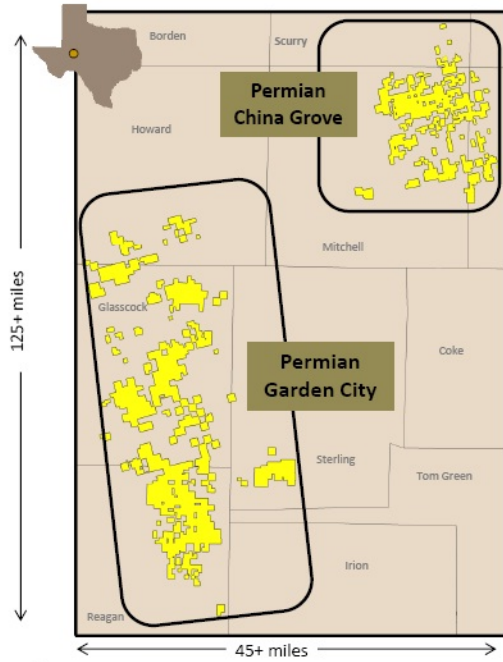 Borden
Scurry
Permian
China Grove
Howard
Mitchell
Glasscock
125+ miles
Permian
Garden City
Coke
Sterling
Tom Green
Irion
Reagan
45+ miles